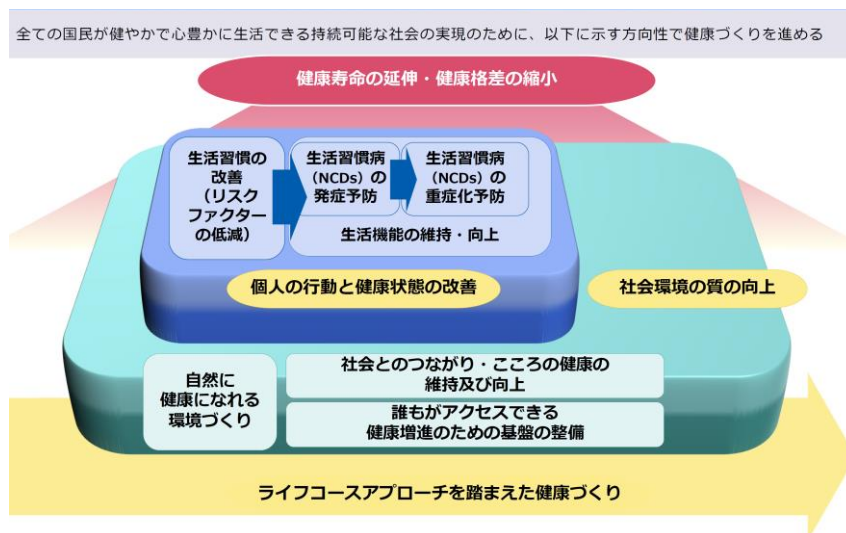 全ての国民が健やかで心豊かに生活できる持続可能な社会の実現のために、以下に示す方向性で健康づくりを進める
健康寿命の延伸・健康格差の縮小
生活習慣の
改善
（リスク
ファクター
の低減）
生活習慣病
（NCDs）の
発症予防
生活習慣病
（NCDs）の
重症化予防
生活機能の維持・向上
個人の行動と健康状態の改善
社会環境の質の向上
自然に
健康になれる
環境づくり
社会とのつながり・こころの健康の
維持及び向上
誰もがアクセスできる
健康増進のための基盤の整備
ライフコースアプローチを踏まえた健康づくり